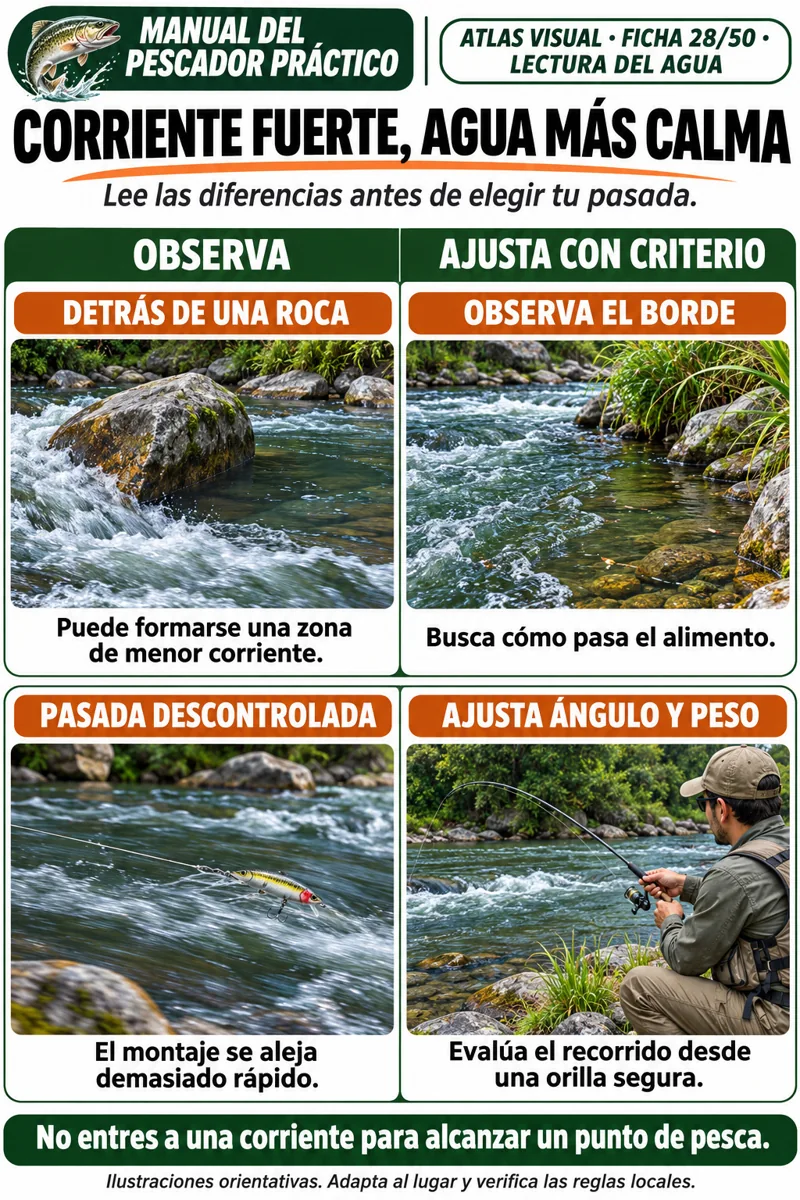 MANUAL DEL
PESCADOR PRÁCTICO
ATLAS VISUAL · FICHA 28/50 ·
LECTURA DEL AGUA
CORRIENTE FUERTE, AGUA MÁS CALMA
Lee las diferencias antes de elegir tu pasada.
OBSERVA
AJUSTA CON CRITERIO
DETRÁS DE UNA ROCA
OBSERVA EL BORDE
Puede formarse una zona
de menor corriente.
Busca cómo pasa el alimento.
PASADA DESCONTROLADA
AJUSTA ÁNGULO Y PESO
El montaje se aleja
demasiado rápido.
Evalúa el recorrido desde
una orilla segura.
No entres a una corriente para alcanzar un punto de pesca.
Ilustraciones orientativas. Adapta al lugar y verifica las reglas locales.